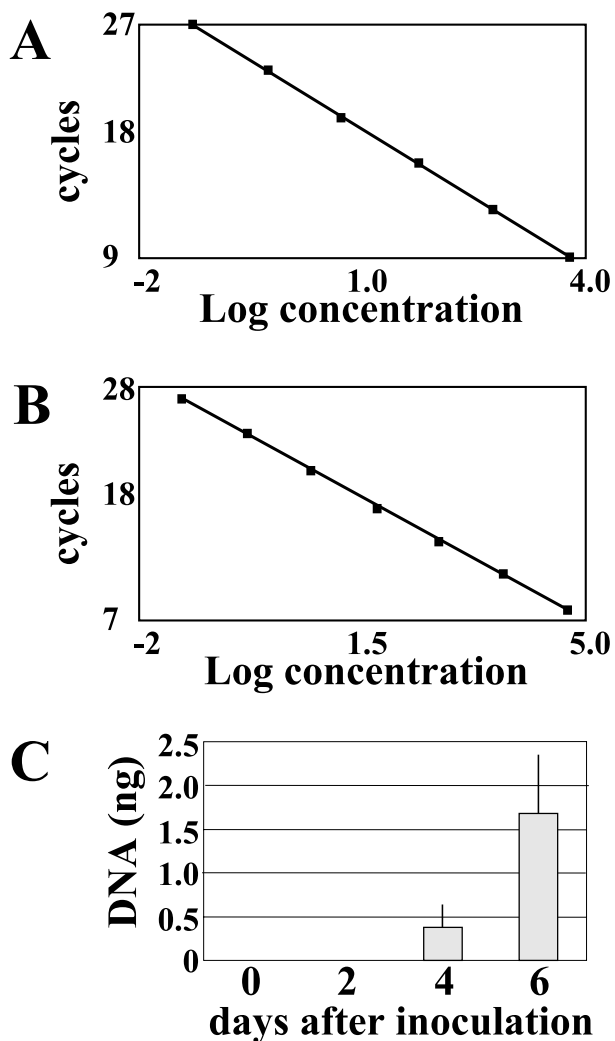 A
cycles
27
18
9
-2 1.0 4.0
Log concentration
B
cycles
28
18
7
-2 1.5 5.0
Log concentration
C
DNA (ng)
2.5
2.0
1.5
1.0
0.5
0
0 2 4 6
days after inoculation